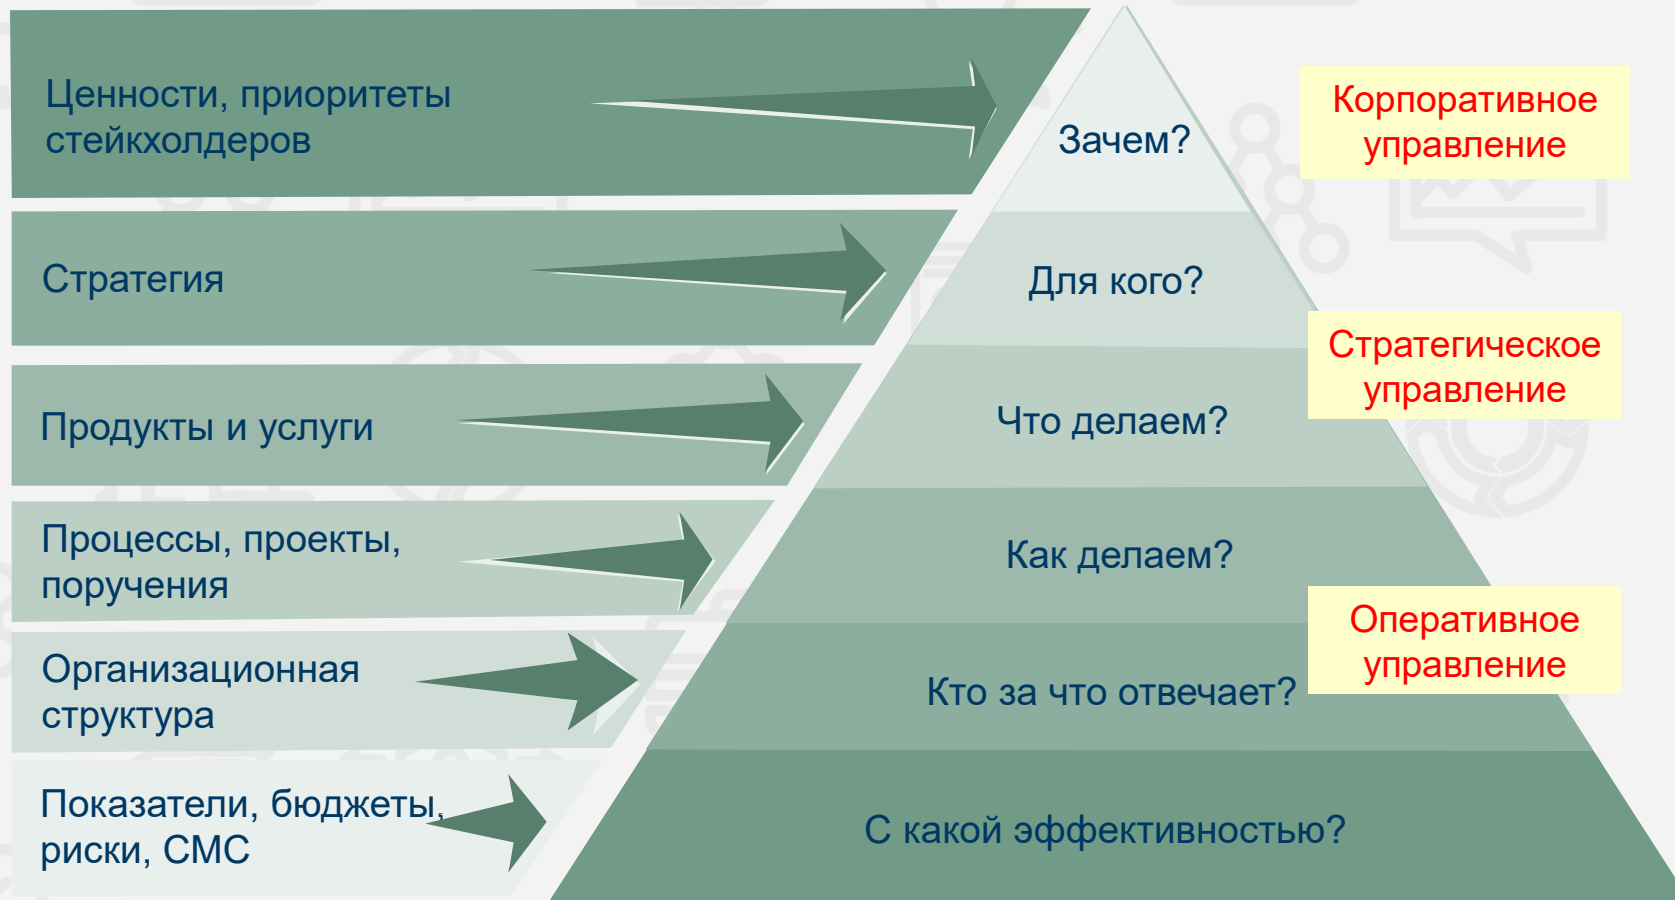 Ценности, приоритеты
стейкхолдеров
Зачем?
Корпоративное
управление
Стратегия
Для кого?
Стратегическое
управление
Продукты и услуги
Что делаем?
Процессы, проекты,
поручения
Как делаем?
Оперативное
управление
Организационная
структура
Кто за что отвечает?
Показатели, бюджеты,
риски, СМС
С какой эффективностью?